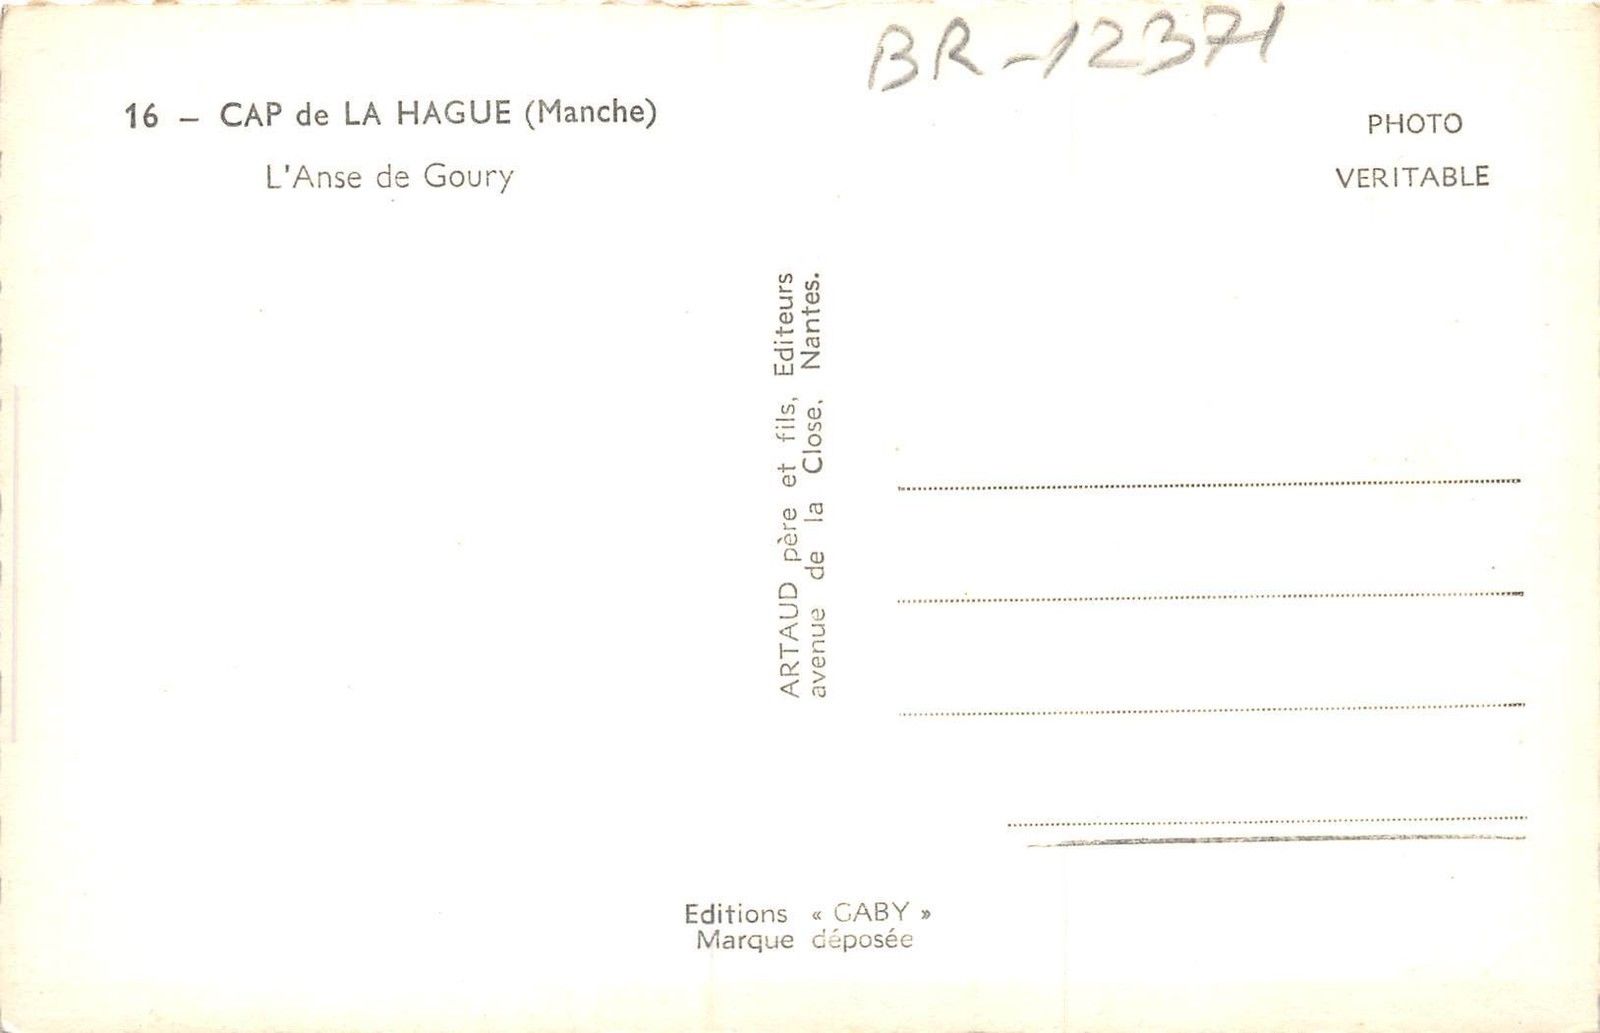 BR-12371
16 – CAP de LA HAGUE (Manche)
L'Anse de Goury
PHOTO
VERITABLE
ARTAUD père et fils, Editeurs
avenue de la Close. Nantes.
Editions « GABY »
Marque déposée